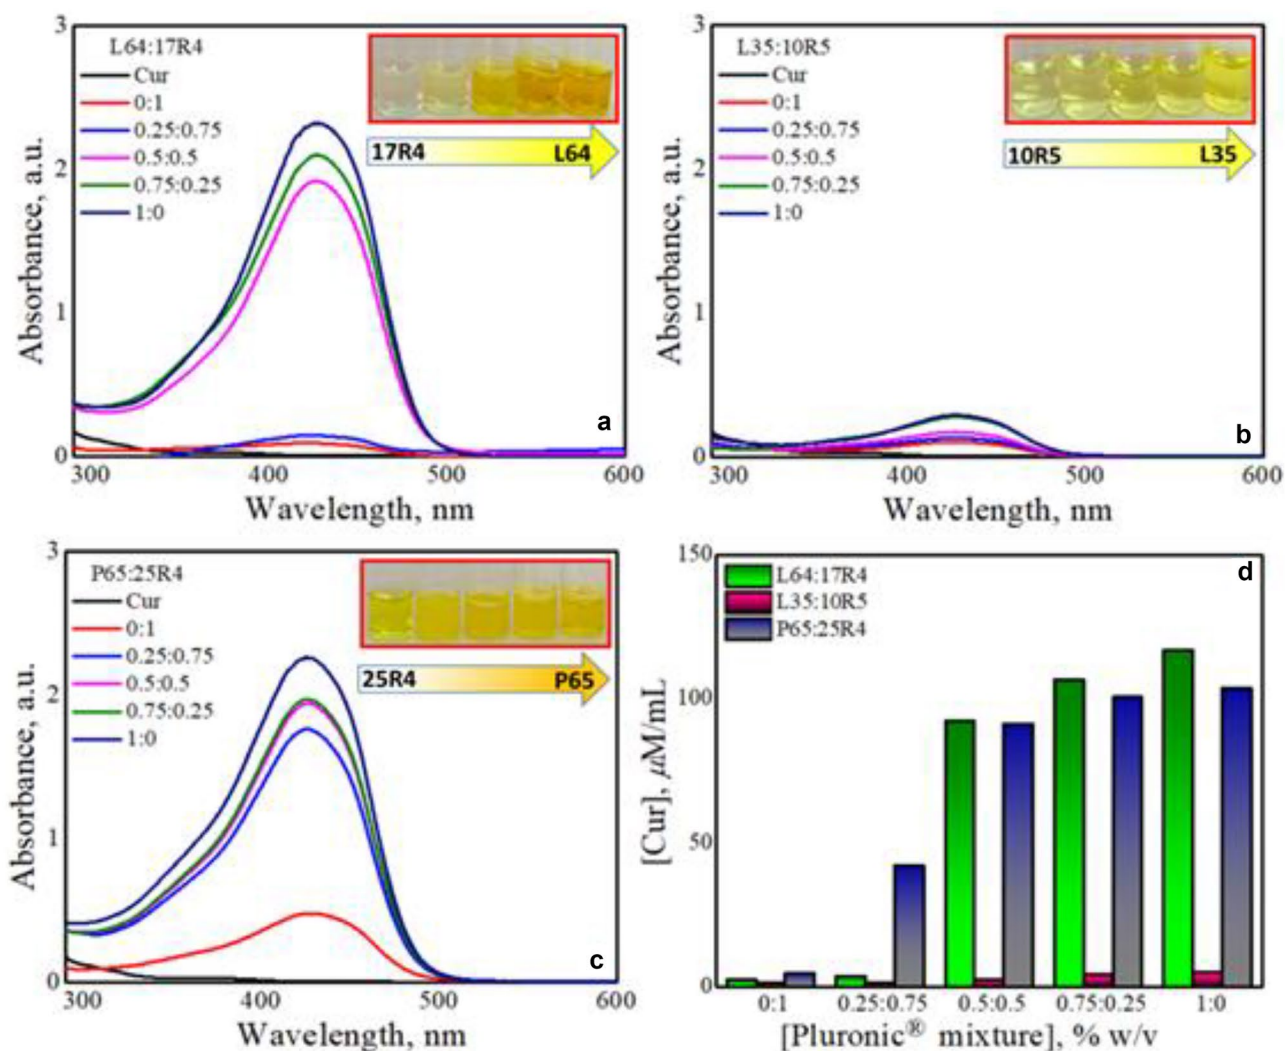 3
L64:17R4
Cur
0:1
0.25:0.75
0.5:0.5
0.75:0.25
1:0
17R4 L64
2
1
0
a
300 400 500 600
Absorbance, a.u.
Wavelength, nm
3
L35:10R5
Cur
0:1
0.25:0.75
0.5:0.5
0.75:0.25
1:0
10R5 L35
2
1
0
b
300 400 500 600
Absorbance, a.u.
Wavelength, nm
3
P65:25R4
Cur
0:1
0.25:0.75
0.5:0.5
0.75:0.25
1:0
25R4 P65
2
1
0
c
300 400 500 600
Absorbance, a.u.
Wavelength, nm
150
d
L64:17R4
L35:10R5
P65:25R4
100
50
0
0:1 0.25:0.75 0.5:0.5 0.75:0.25 1:0
[Cur], µM/mL
[Pluronic® mixture], % w/v